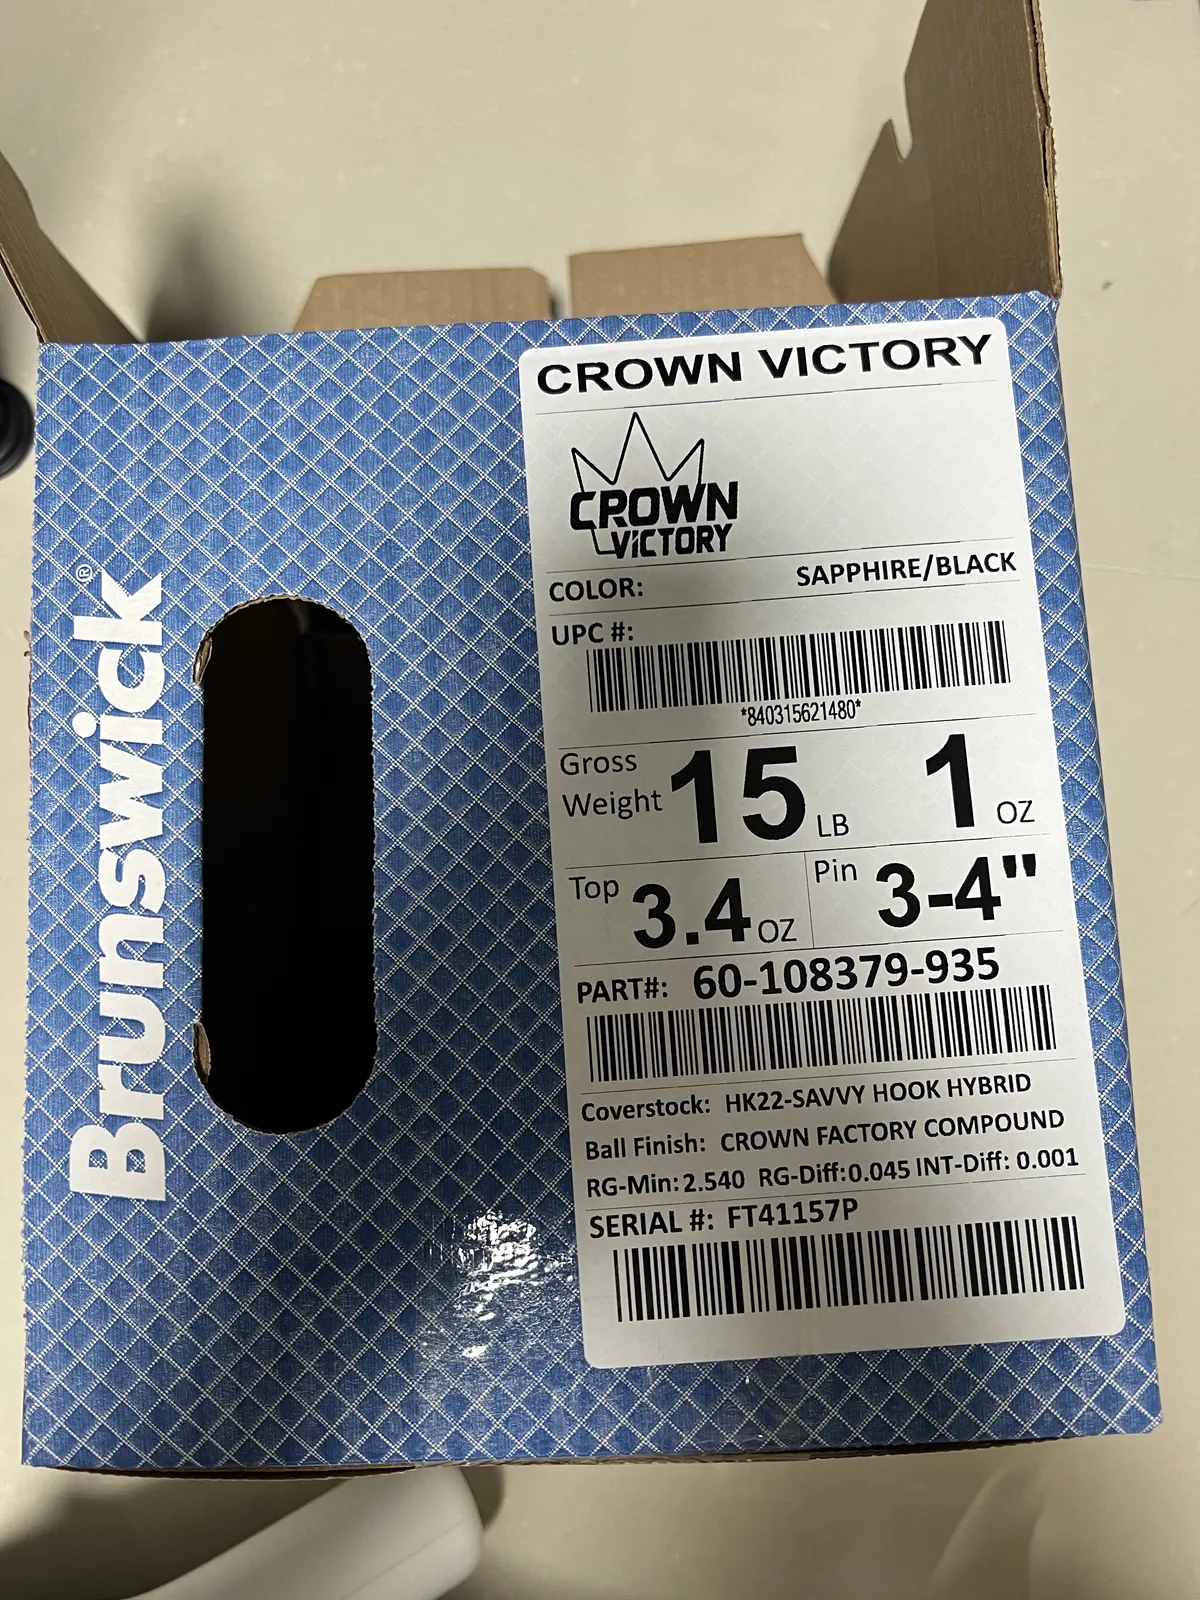 Brunswick®
CROWN VICTORY
CROWN
ViCTORY
COLOR: SAPPHIRE/BLACK
UPC #:
*840315621480*
Gross Weight 15 LB 1 OZ
Top 3.4 OZ Pin 3-4"
PART#: 60-108379-935
Coverstock: HK22-SAVVY HOOK HYBRID
Ball Finish: CROWN FACTORY COMPOUND
RG-Min: 2.540 RG-Diff: 0.045 INT-Diff: 0.001
SERIAL #: FT41157P